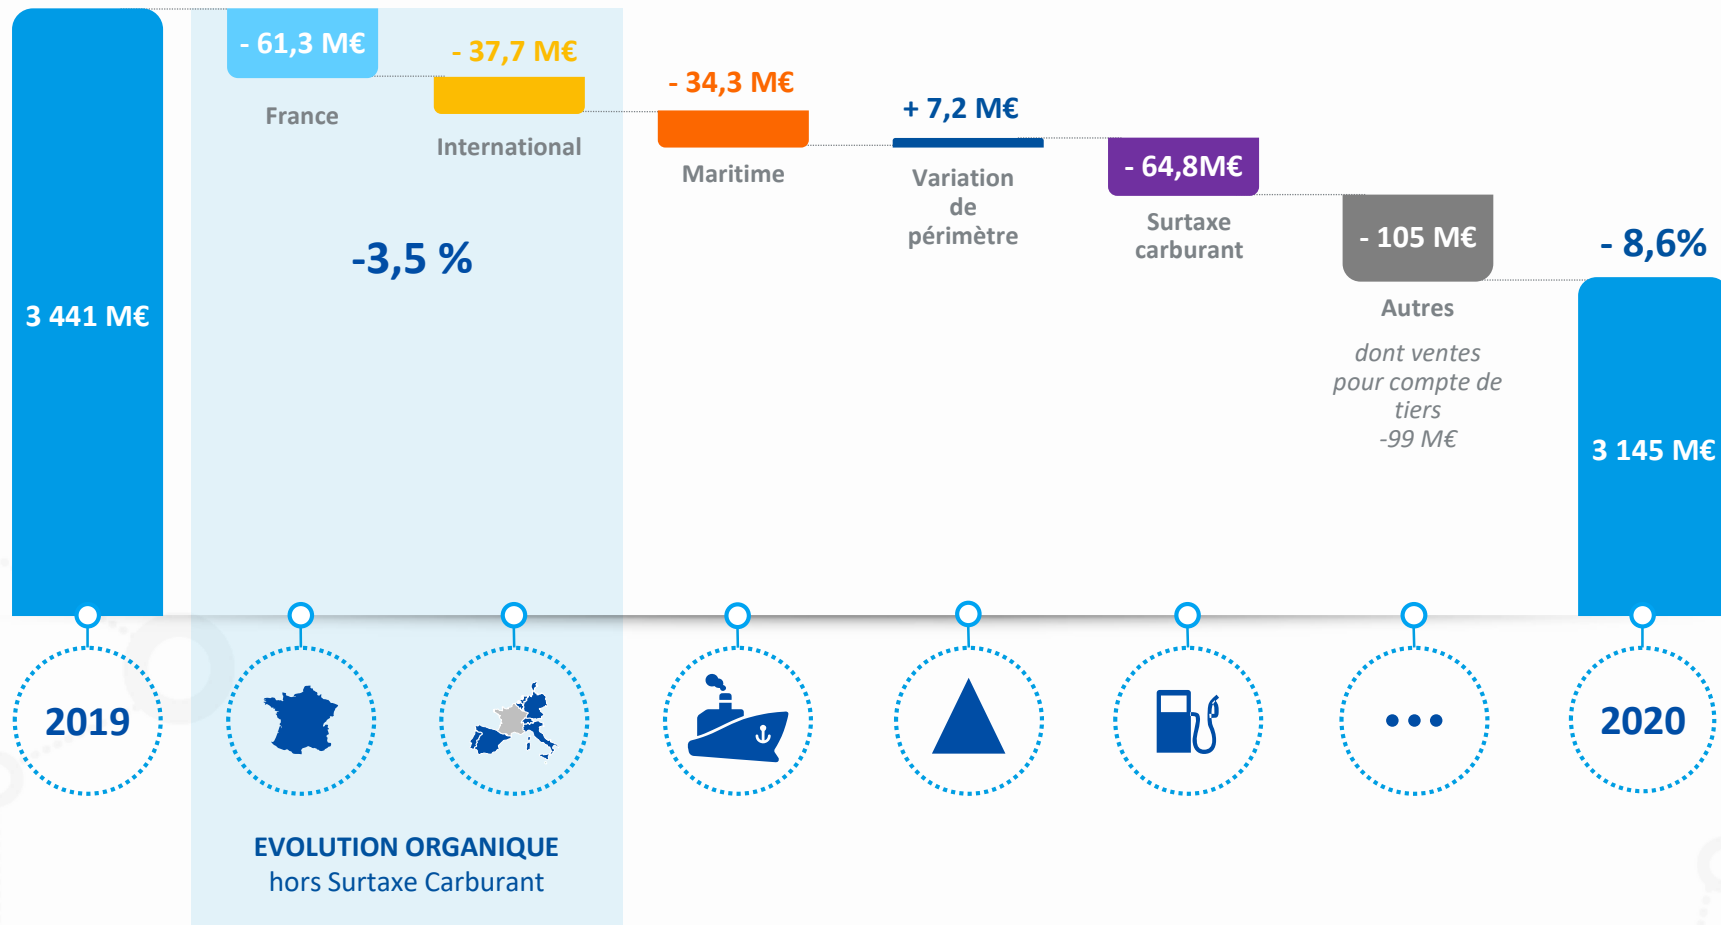 3 441 M€
- 61,3 M€
France
- 37,7 M€
International
-3,5 %
- 34,3 M€
Maritime
+ 7,2 M€
Variation
de
périmètre
- 64,8M€
Surtaxe
carburant
- 105 M€
Autres
dont ventes
pour compte de
tiers
-99 M€
- 8,6%
3 145 M€
2019
2020
EVOLUTION ORGANIQUE
hors Surtaxe Carburant